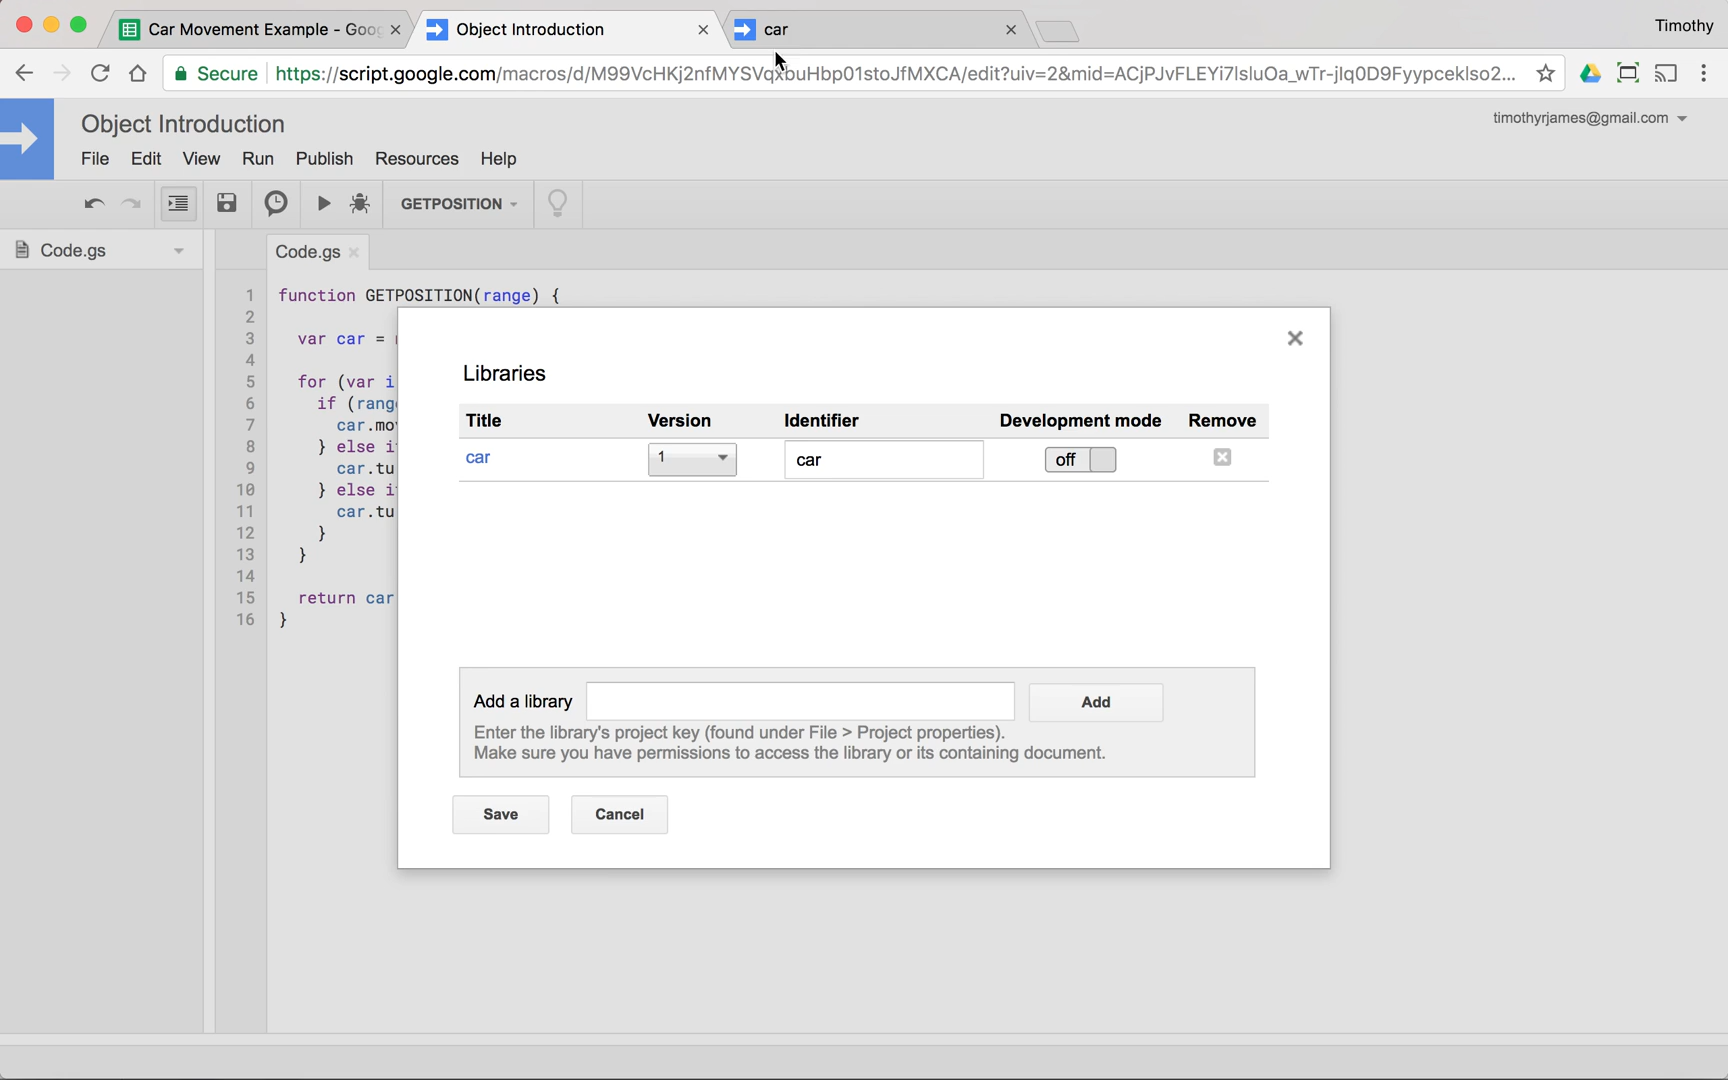 Car Movement Example - Goo
Object Introduction
car
Timothy
Secure
https://script.google.com/macros/d/M99VcHKj2nfMYSVqxbuHbp01stoJfMXCA/edit?uiv=2&mid=ACjPJvFLEYi7lsluOa_wTr-jlq0D9Fyypceklso2...
Object Introduction
timothyrjames@gmail.com
File Edit View Run Publish Resources Help
GETPOSITION
Code.gs
Code.gs
1 function GETPOSITION(range) {
2
3 var car =
4
5 for (var i
6 if (rang
7 car.mo
8 } else i
9 car.tu
10 } else i
11 car.tu
12 }
13 }
14
15 return car
16 }
Libraries
Title Version Identifier Development mode Remove
car 1 car off
Add a library Add
Enter the library's project key (found under File > Project properties).
Make sure you have permissions to access the library or its containing document.
Save Cancel